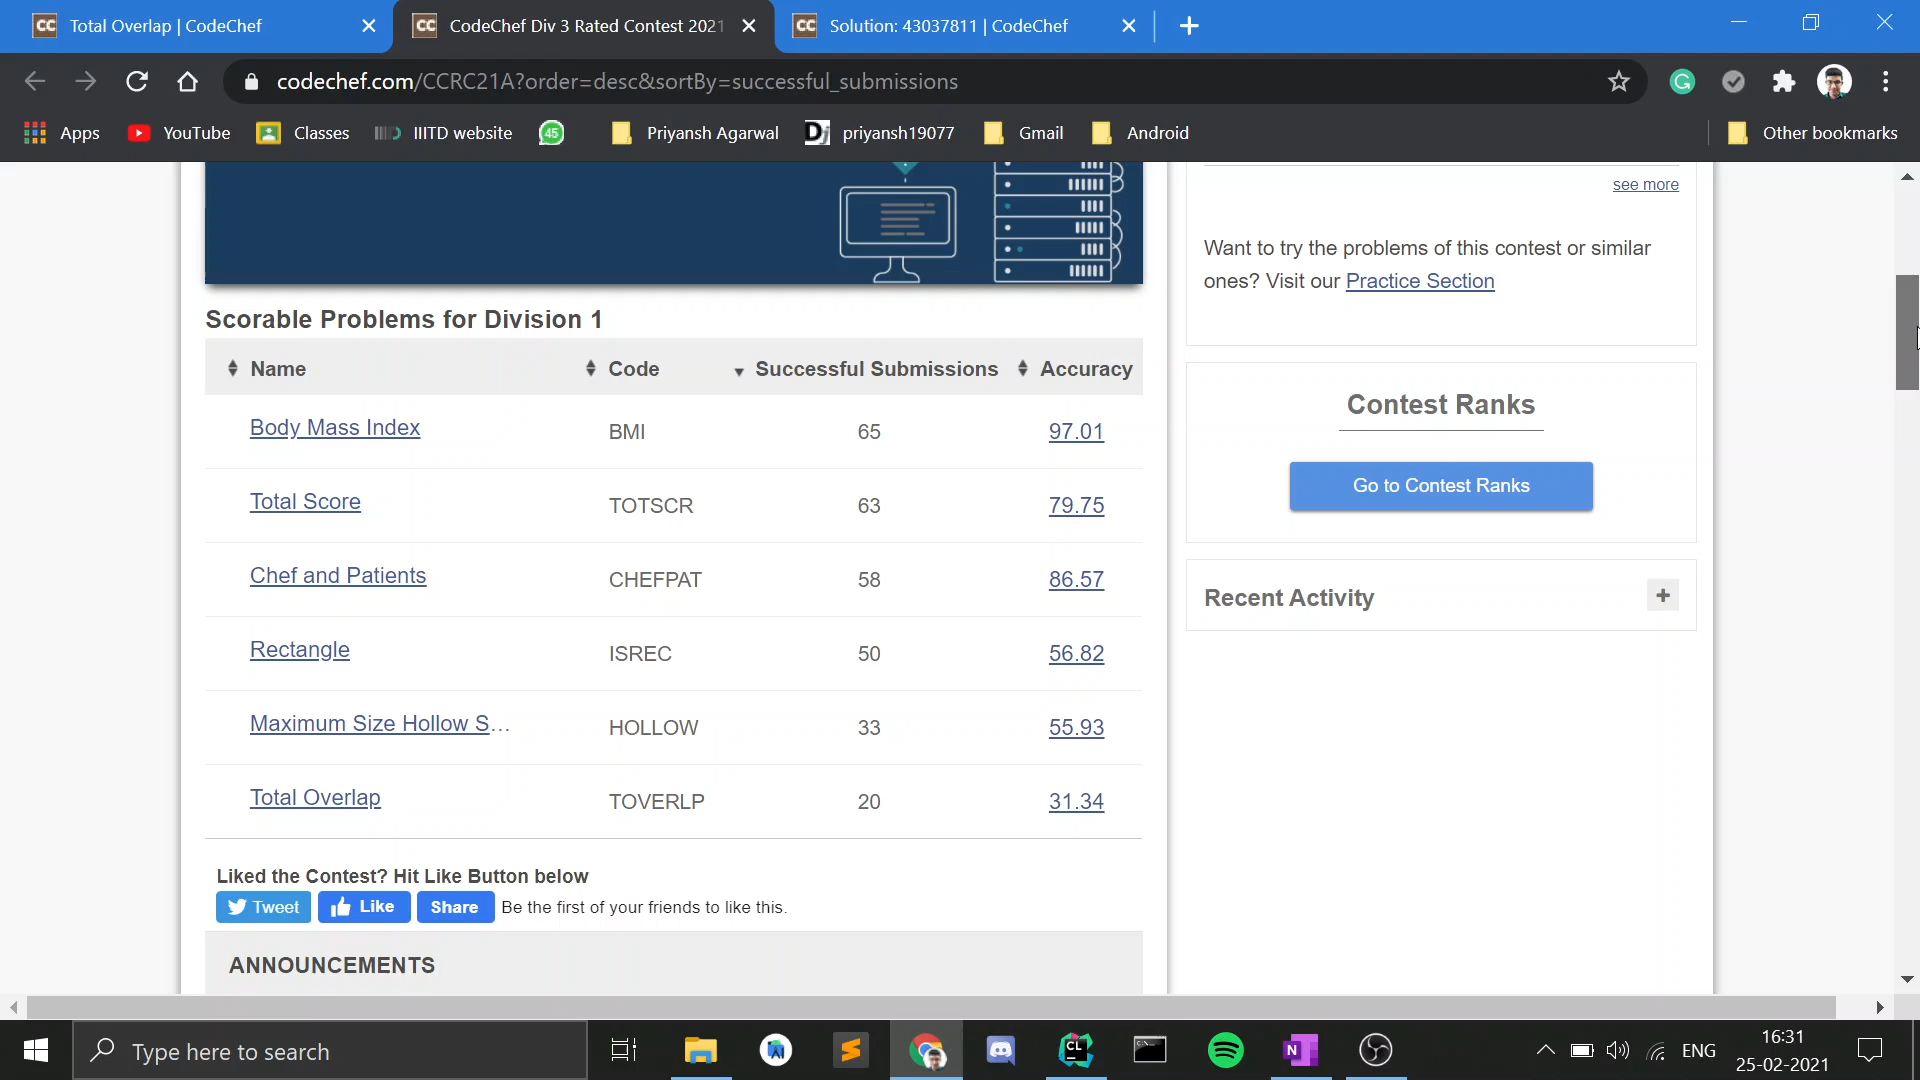 CC Total Overlap | CodeChef
CC CodeChef Div 3 Rated Contest 2021
CC Solution: 43037811 | CodeChef
codechef.com/CCRC21A?order=desc&sortBy=successful_submissions
Apps
YouTube
Classes
IIITD website
45
Priyansh Agarwal
priyansh19077
Gmail
Android
Other bookmarks
see more
Want to try the problems of this contest or similar
ones? Visit our Practice Section
Scorable Problems for Division 1
Name Code Successful Submissions Accuracy
Body Mass Index BMI 65 97.01
Total Score TOTSCR 63 79.75
Chef and Patients CHEFPAT 58 86.57
Rectangle ISREC 50 56.82
Maximum Size Hollow S... HOLLOW 33 55.93
Total Overlap TOVERLP 20 31.34
Contest Ranks
Go to Contest Ranks
Recent Activity +
Liked the Contest? Hit Like Button below
Tweet Like Share Be the first of your friends to like this.
ANNOUNCEMENTS
Type here to search
CL
N
ENG
16:31
25-02-2021